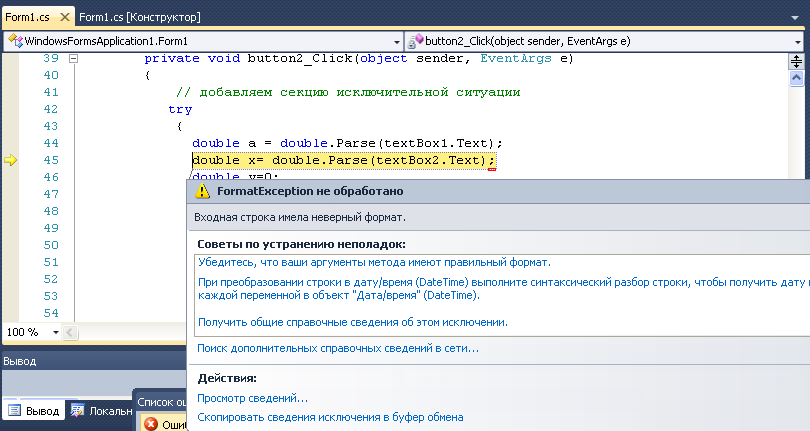 Form1.cs Form1.cs [Конструктор]
WindowsFormsApplication1.Form1 button2_Click(object sender, EventArgs e)
39 private void button2_Click(object sender, EventArgs e)
40 {
41 // добавляем секцию исключительной ситуации
42 try
43 {
44 double a = double.Parse(textBox1.Text);
45 double x= double.Parse(textBox2.Text);
46 double y=0;
47
48
49
50
51
52
53
54
FormatException не обработано
Входная строка имела неверный формат.
Советы по устранению неполадок:
Убедитесь, что ваши аргументы метода имеют правильный формат.
При преобразовании строки в дату/время (DateTime) выполните синтаксический разбор строки, чтобы получить дату
каждой переменной в объект "Дата/время" (DateTime).
Получить общие справочные сведения об этом исключении.
Поиск дополнительных справочных сведений в сети...
Действия:
Просмотр сведений...
Скопировать сведения исключения в буфер обмена
100 %
Вывод
Вывод Локальн
Список ош
Ошиб